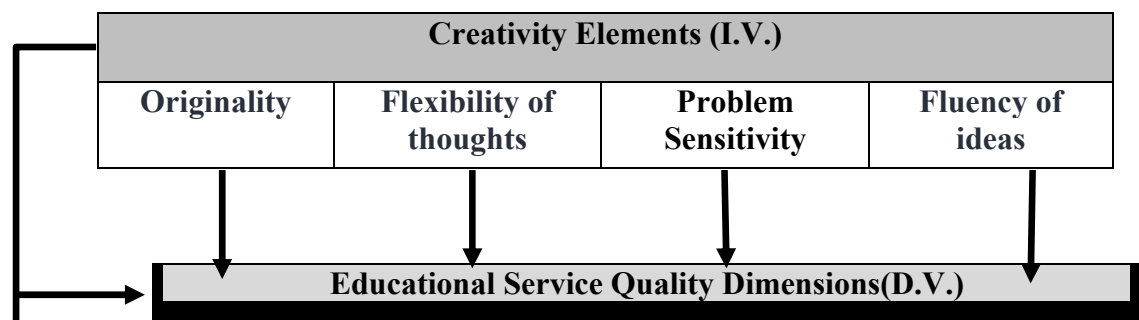 Creativity Elements (I.V.)
Originality
Flexibility of
thoughts
Problem
Sensitivity
Fluency of
ideas
Educational Service Quality Dimensions(D.V.)